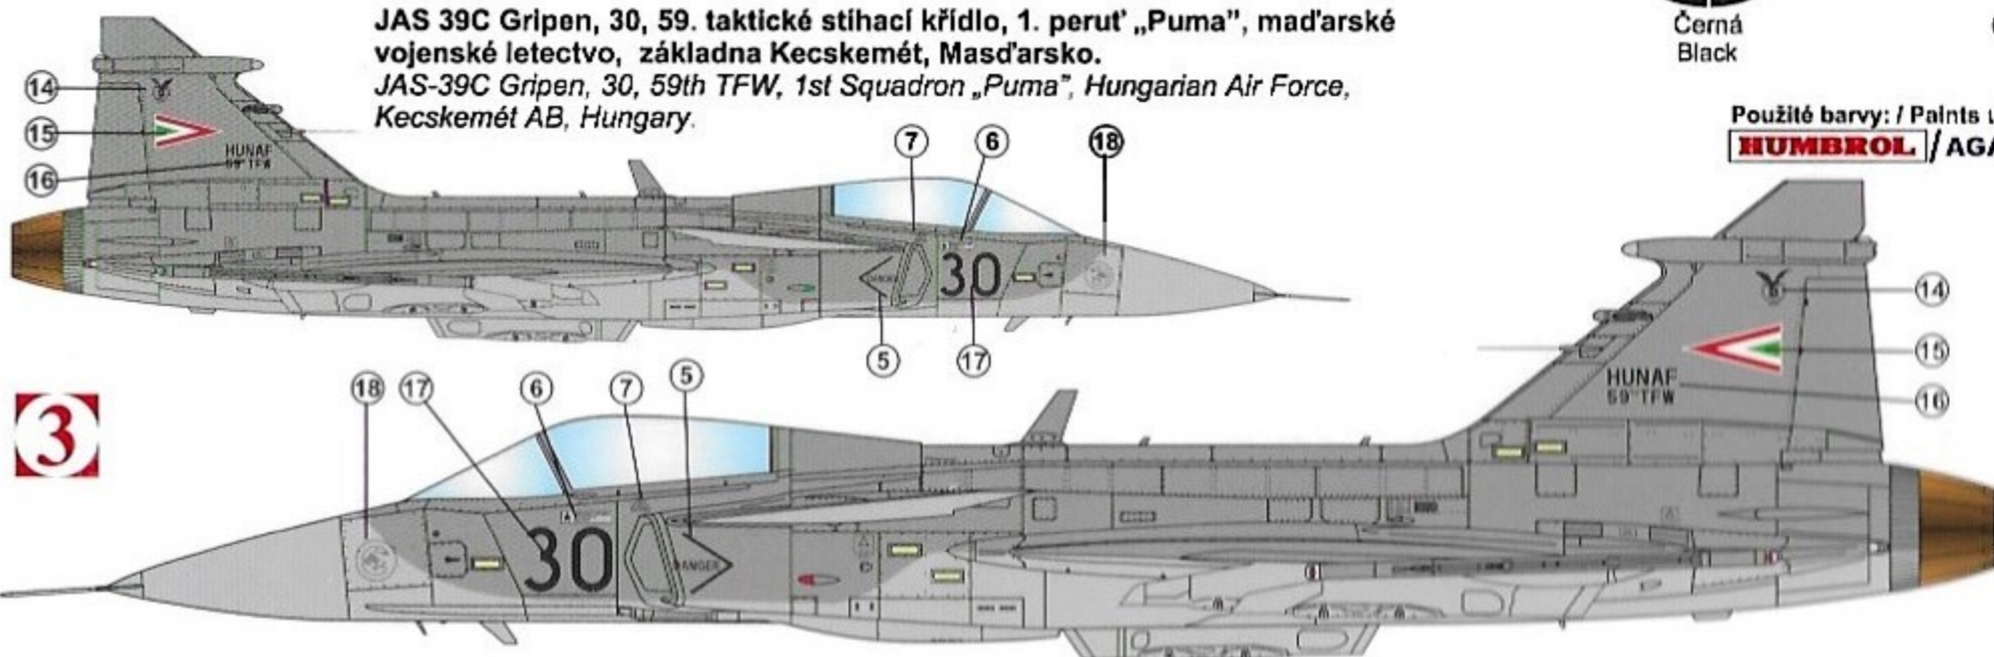 JAS 39C Gripen, 30, 59. taktické stíhací křídlo, 1. peruť „Puma”, maďarské
vojenské letectvo, základna Kecskemét, Masďarsko.
JAS-39C Gripen, 30, 59th TFW, 1st Squadron „Puma”, Hungarian Air Force,
Kecskemét AB, Hungary.
Černá
Black
Použité barvy: / Paints
HUMBROL / AGA
14
15
16
HUNAF
59TH TFW
7
6
18
DANGER
30
5
17
3
18
17
6
7
5
30
DANGER
HUNAF
59TH TFW
14
15
16